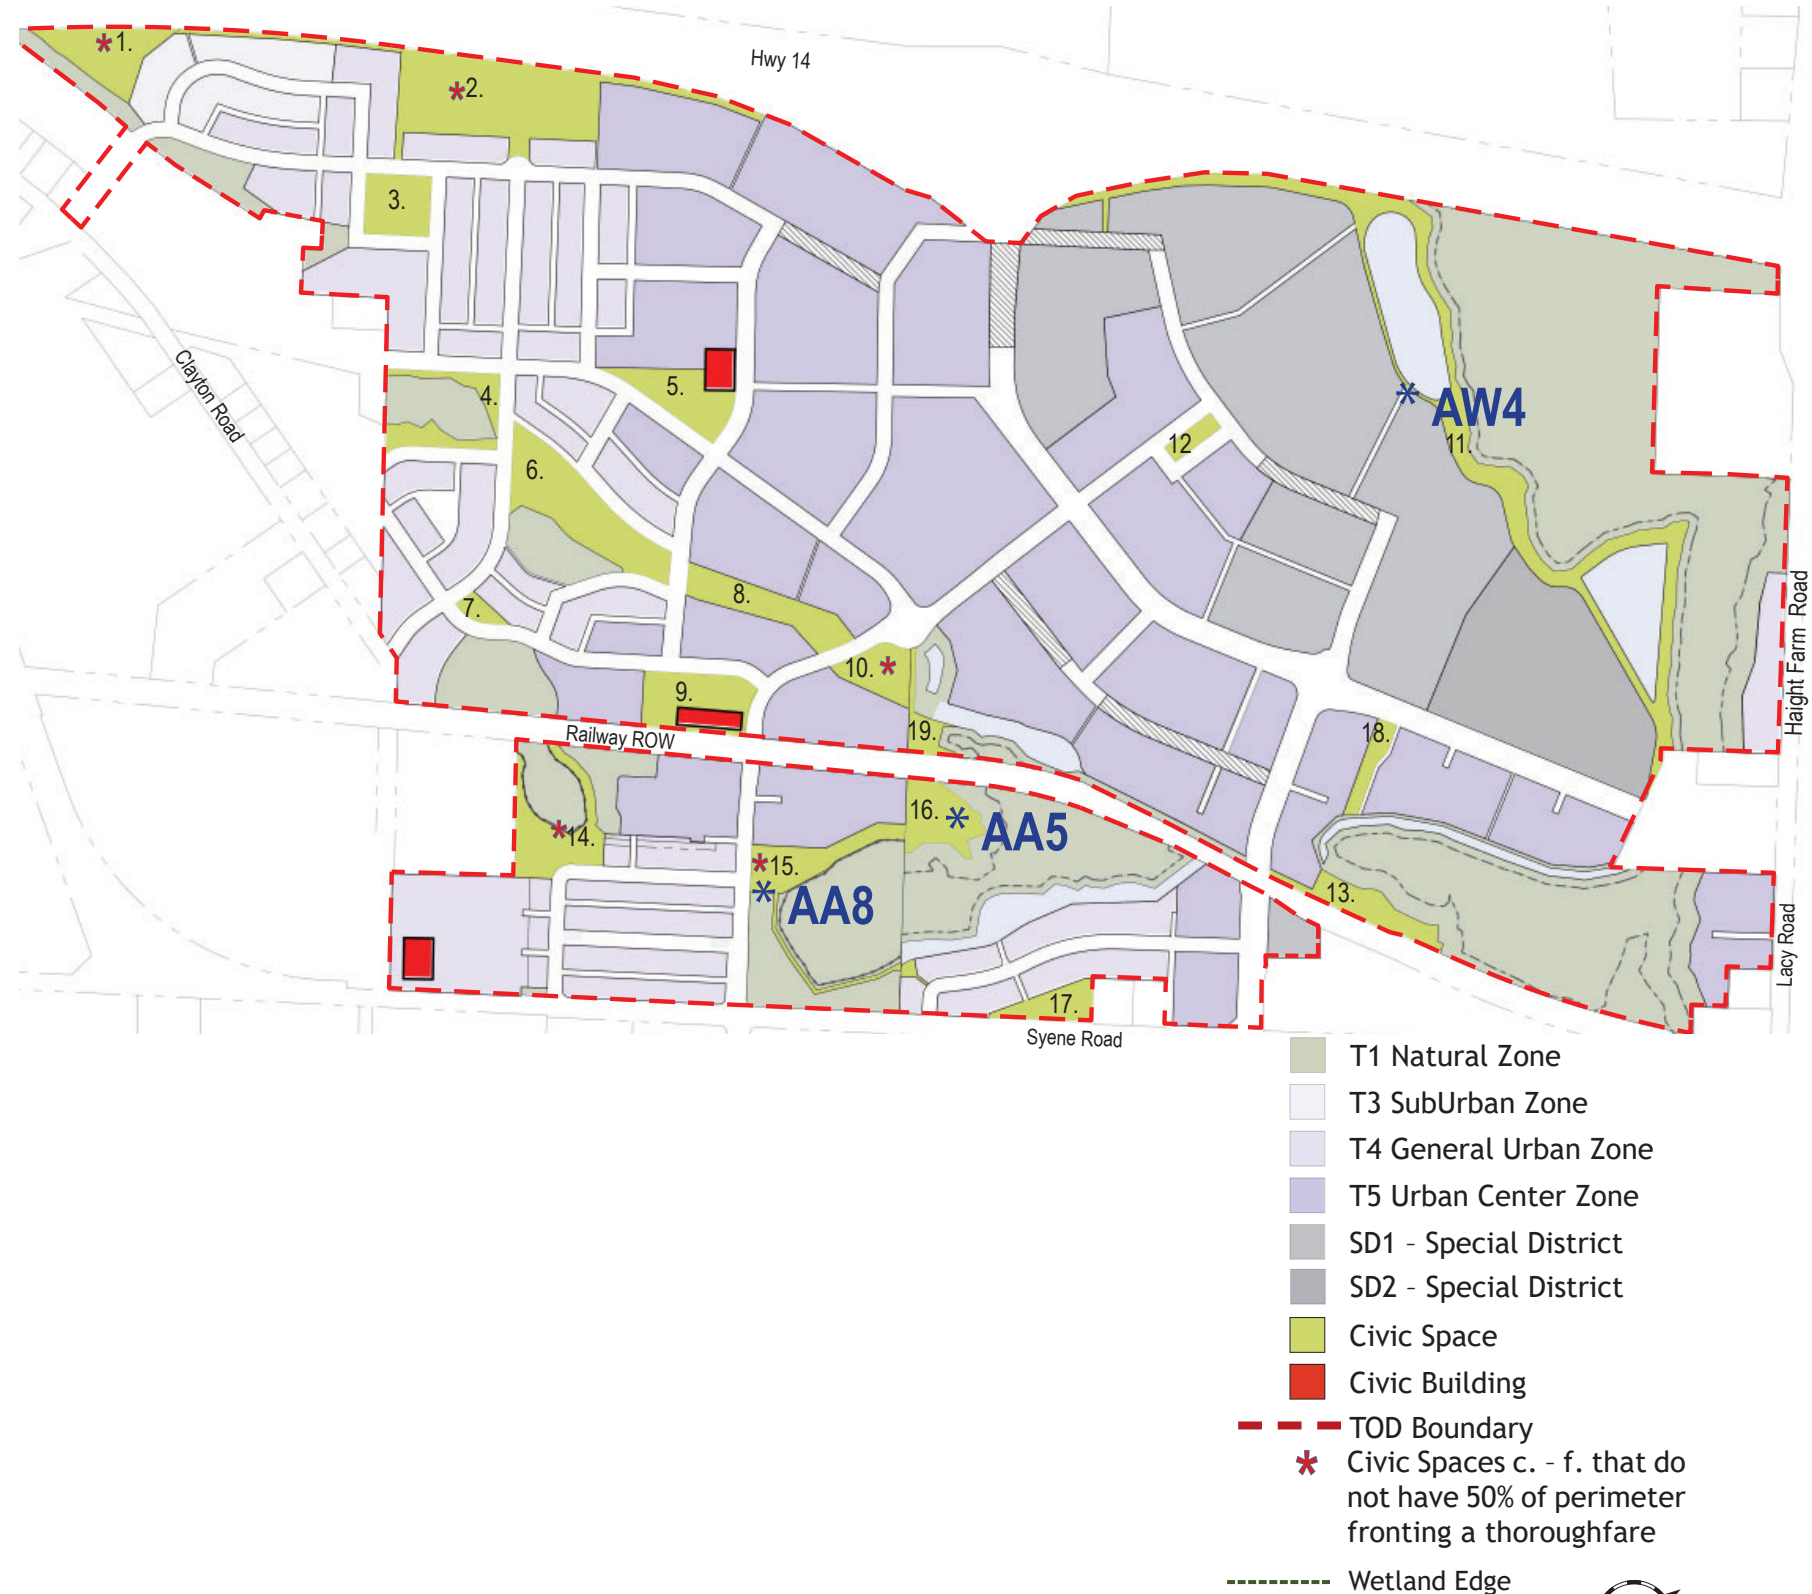 Hwy 14
1.
2.
3.
4.
5.
6.
7.
8.
9.
10.
11.
12
13.
14.
15.
16.
17.
18.
19.
AW4
AA5
AA8
Clayton Road
Railway ROW
Haight Farm Road
Lacy Road
Syene Road
T1 Natural Zone
T3 SubUrban Zone
T4 General Urban Zone
T5 Urban Center Zone
SD1 – Special District
SD2 – Special District
Civic Space
Civic Building
TOD Boundary
Civic Spaces c. – f. that do
not have 50% of perimeter
fronting a thoroughfare
Wetland Edge